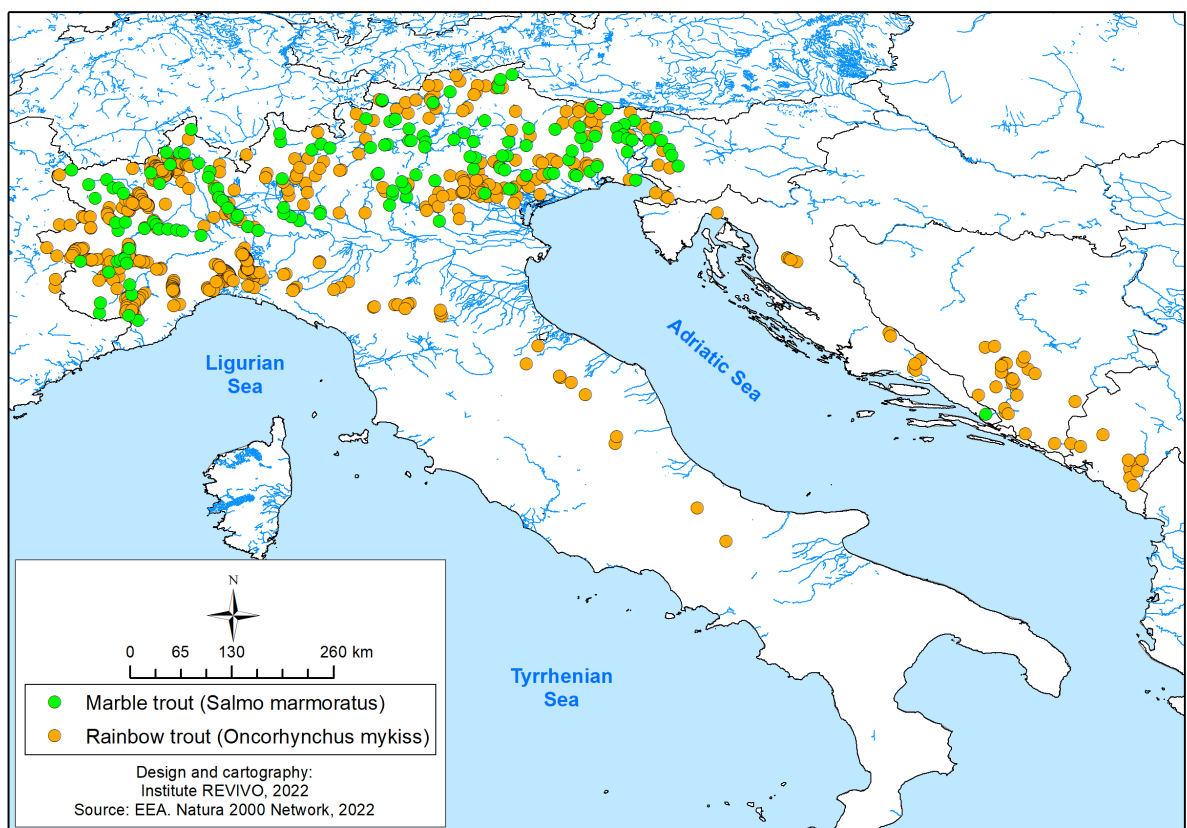 Ligurian
Sea
Adriatic Sea
Tyrrhenian
Sea
N
0 65 130 260 km
Marble trout (Salmo marmoratus)
Rainbow trout (Oncorhynchus mykiss)
Design and cartography:
Institute REVIVO, 2022
Source: EEA. Natura 2000 Network, 2022